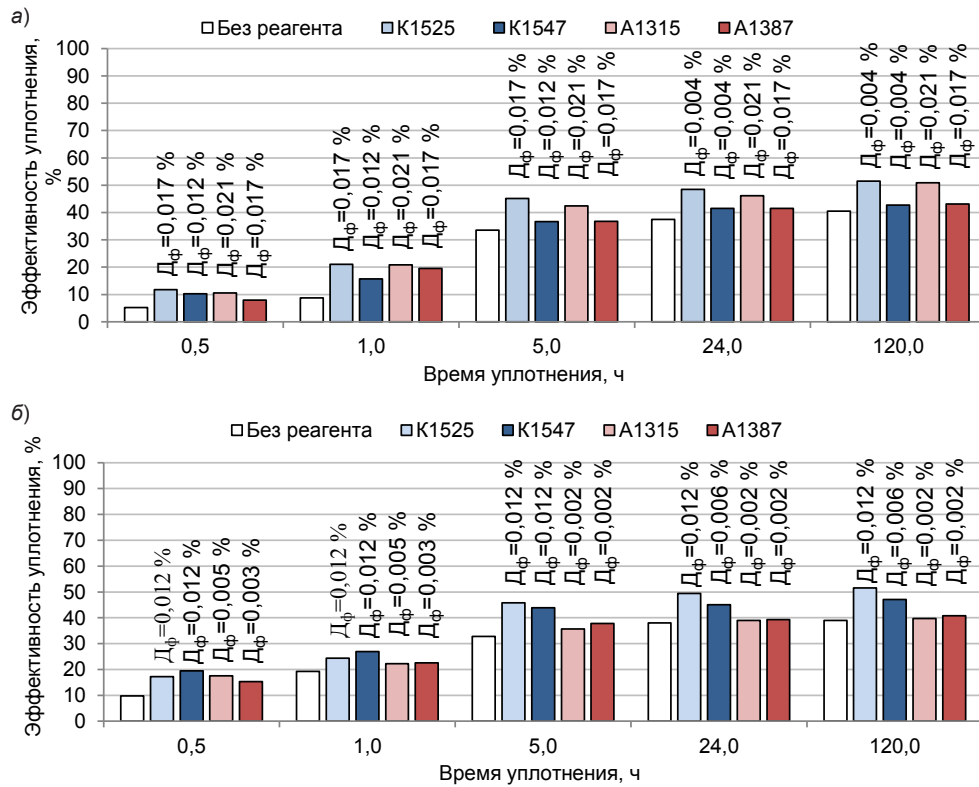 а)
Без реагента К1525 К1547 А1315 А1387
Эффективность уплотнения, %
100
90
80
70
60
50
40
30
20
10
0
Дф=0,017 %
Дф=0,012 %
Дф=0,021 %
Дф=0,017 %
Дф=0,017 %
Дф=0,012 %
Дф=0,021 %
Дф=0,017 %
Дф=0,017 %
Дф=0,012 %
Дф=0,021 %
Дф=0,017 %
Дф=0,004 %
Дф=0,004 %
Дф=0,021 %
Дф=0,017 %
Дф=0,004 %
Дф=0,004 %
Дф=0,021 %
Дф=0,017 %
0,5 1,0 5,0 24,0 120,0
Время уплотнения, ч
б)
Без реагента К1525 К1547 А1315 А1387
Эффективность уплотнения, %
100
90
80
70
60
50
40
30
20
10
0
Дф=0,012 %
Дф=0,012 %
Дф=0,005 %
Дф=0,003 %
Дф=0,012 %
Дф=0,012 %
Дф=0,005 %
Дф=0,003 %
Дф=0,012 %
Дф=0,012 %
Дф=0,002 %
Дф=0,002 %
Дф=0,012 %
Дф=0,006 %
Дф=0,002 %
Дф=0,002 %
Дф=0,012 %
Дф=0,006 %
Дф=0,002 %
Дф=0,002 %
0,5 1,0 5,0 24,0 120,0
Время уплотнения, ч